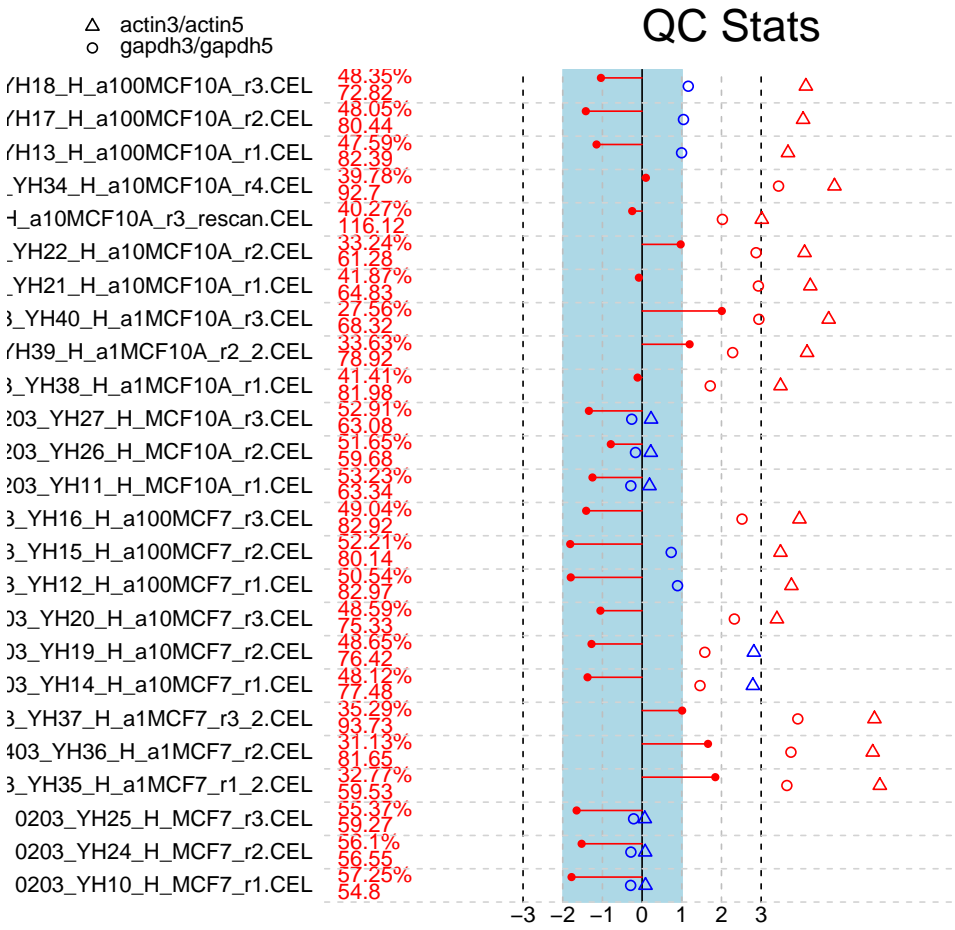 QC Stats
actin3/actin5
gapdh3/gapdh5
YH18_H_a100MCF10A_r3.CEL 48.35%
72.82
YH17_H_a100MCF10A_r2.CEL 48.05%
80.44
YH13_H_a100MCF10A_r1.CEL 47.59%
82.39
_YH34_H_a10MCF10A_r4.CEL 39.78%
92.7
H_a10MCF10A_r3_rescan.CEL 40.27%
116.12
_YH22_H_a10MCF10A_r2.CEL 33.24%
61.28
_YH21_H_a10MCF10A_r1.CEL 41.87%
64.83
3_YH40_H_a1MCF10A_r3.CEL 27.56%
68.32
YH39_H_a1MCF10A_r2_2.CEL 33.63%
78.92
3_YH38_H_a1MCF10A_r1.CEL 41.41%
81.98
203_YH27_H_MCF10A_r3.CEL 52.91%
63.08
203_YH26_H_MCF10A_r2.CEL 51.65%
59.68
203_YH11_H_MCF10A_r1.CEL 53.23%
63.34
3_YH16_H_a100MCF7_r3.CEL 49.04%
82.92
3_YH15_H_a100MCF7_r2.CEL 52.21%
80.14
3_YH12_H_a100MCF7_r1.CEL 50.54%
82.97
03_YH20_H_a10MCF7_r3.CEL 48.59%
75.33
03_YH19_H_a10MCF7_r2.CEL 48.65%
76.42
03_YH14_H_a10MCF7_r1.CEL 48.12%
77.48
3_YH37_H_a1MCF7_r3_2.CEL 35.29%
93.73
403_YH36_H_a1MCF7_r2.CEL 31.13%
81.65
3_YH35_H_a1MCF7_r1_2.CEL 32.77%
59.53
0203_YH25_H_MCF7_r3.CEL 55.37%
59.27
0203_YH24_H_MCF7_r2.CEL 56.1%
56.55
0203_YH10_H_MCF7_r1.CEL 57.25%
54.8
−3 −2 −1 0 1 2 3